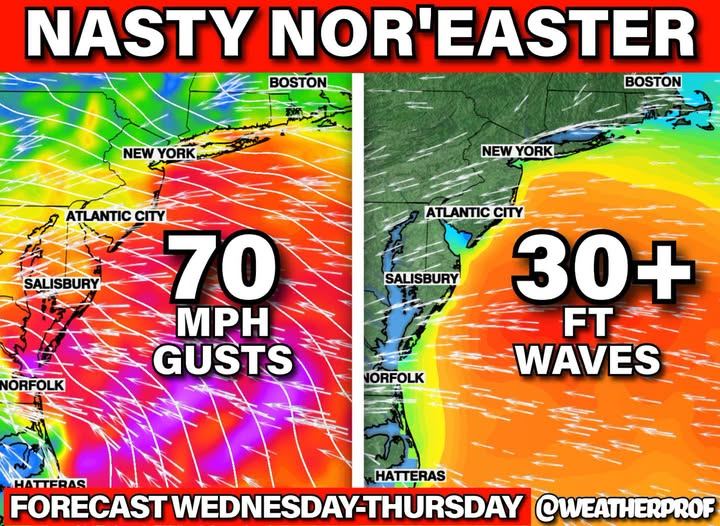 NASTY NOR'EASTER
BOSTON
NEW YORK
ATLANTIC CITY
SALISBURY
NORFOLK
HATTERAS
70
MPH
GUSTS
BOSTON
NEW YORK
ATLANTIC CITY
SALISBURY
NORFOLK
HATTERAS
30+
FT
WAVES
FORECAST WEDNESDAY-THURSDAY @WEATHERPROF